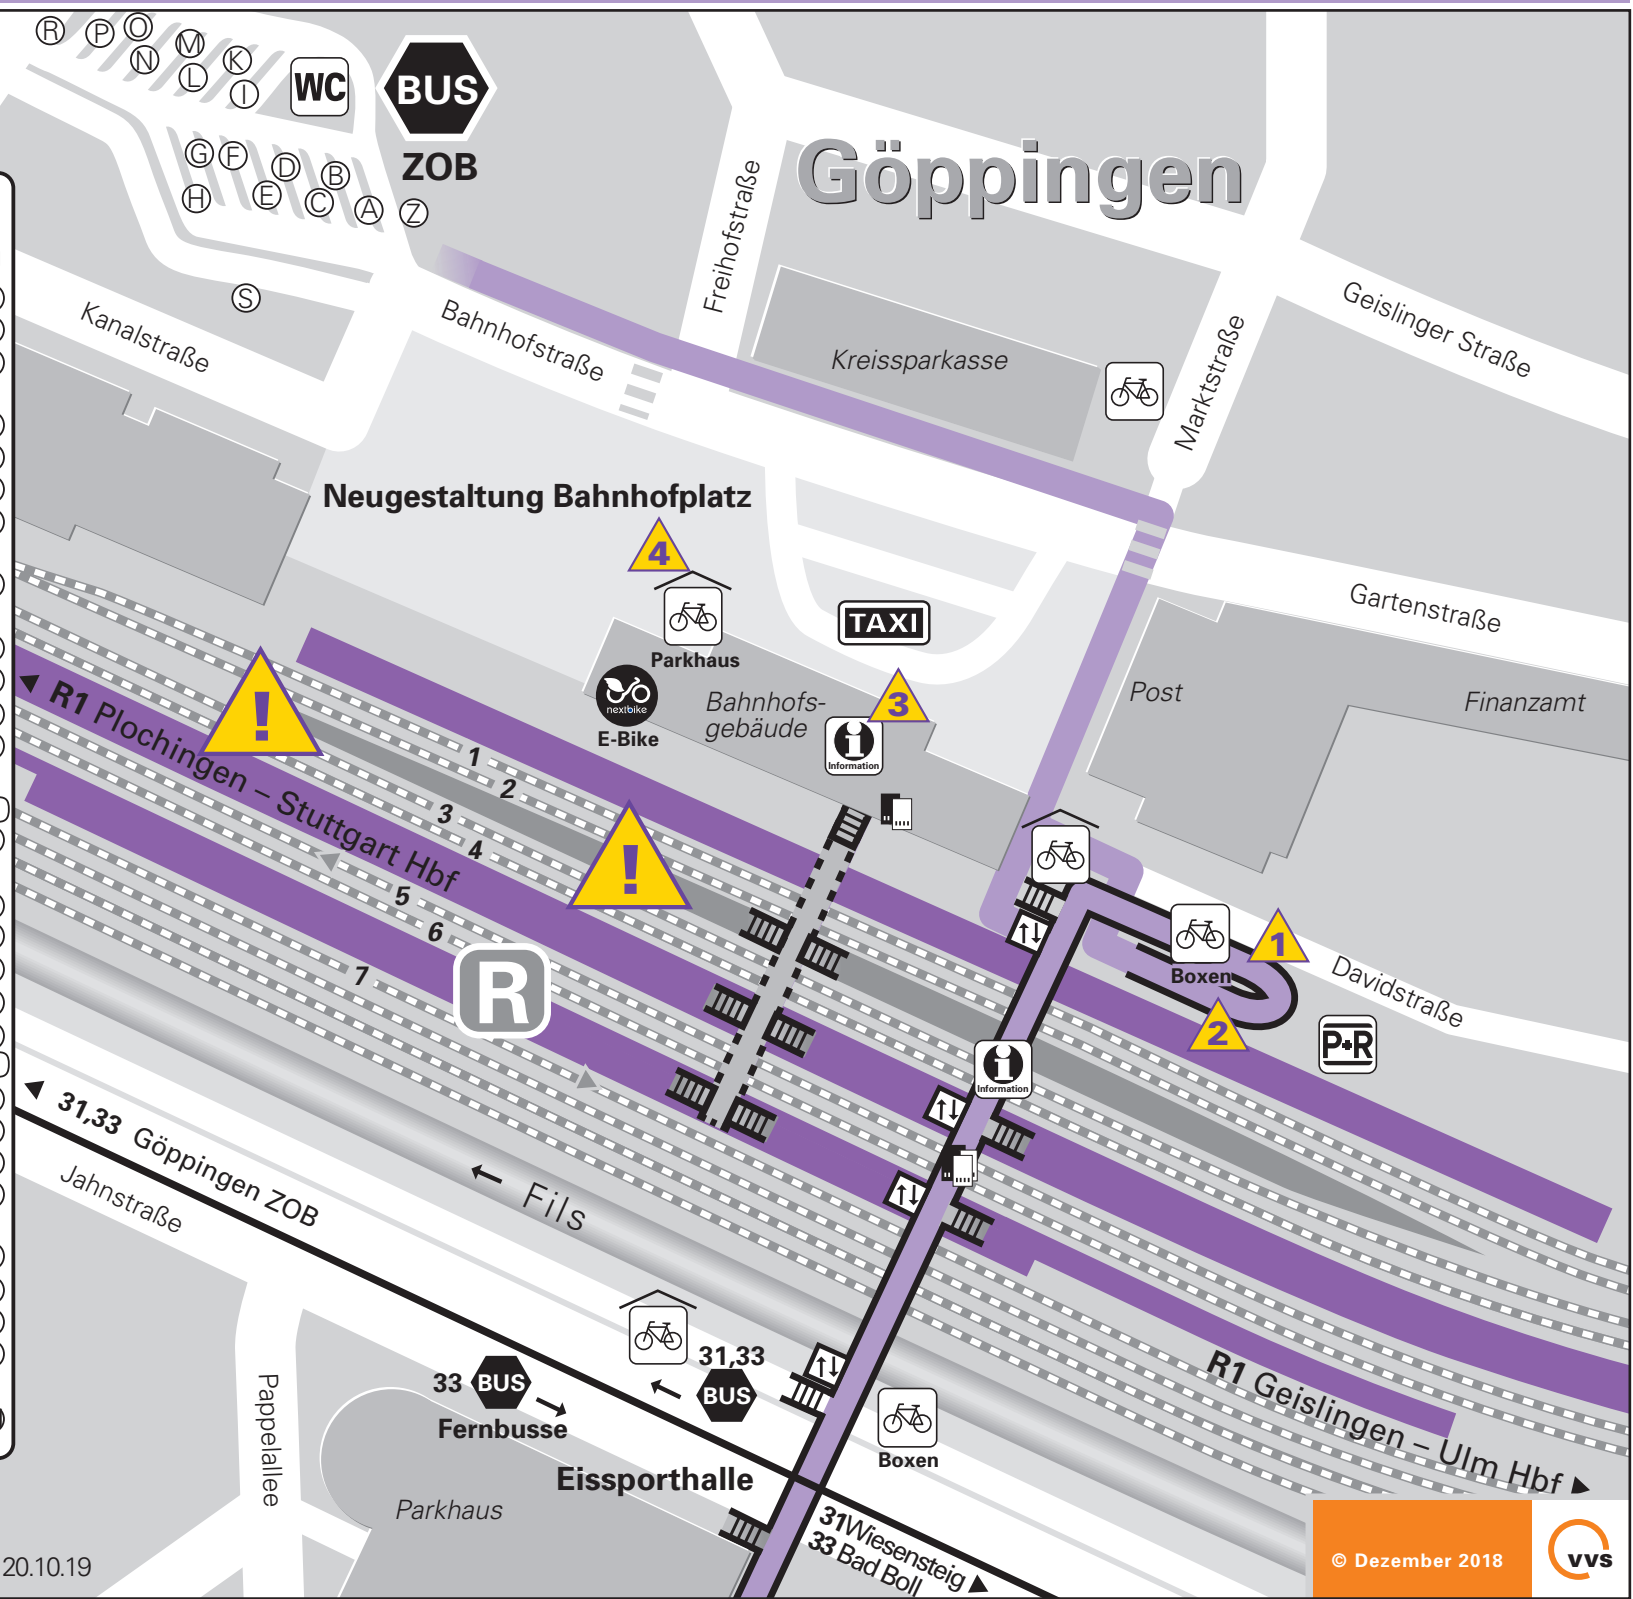 R P O N M L K I
WC
BUS
ZOB
G F D B
H E C A Z
S
Göppingen
Freihofstraße
Kanalstraße
Bahnhofstraße
Kreissparkasse
Marktstraße
Geislinger Straße
Neugestaltung Bahnhofplatz
4
TAXI
Gartenstraße
Parkhaus
nextbike
E-Bike
Bahnhofs-
gebäude
3
i
Information
Post
Finanzamt
R1 Plochingen – Stuttgart Hbf
!
1
2
3
4
5
6
7
!
R
Boxen
1
2
Davidstraße
P+R
i
Information
31,33 Göppingen ZOB
Jahnstraße
Fils
31,33
BUS
33 BUS
Fernbusse
Eissporthalle
Boxen
Pappelallee
Parkhaus
R1 Geislingen – Ulm Hbf
31 Wiesensteig
33 Bad Boll
20.10.19
© Dezember 2018
vvs